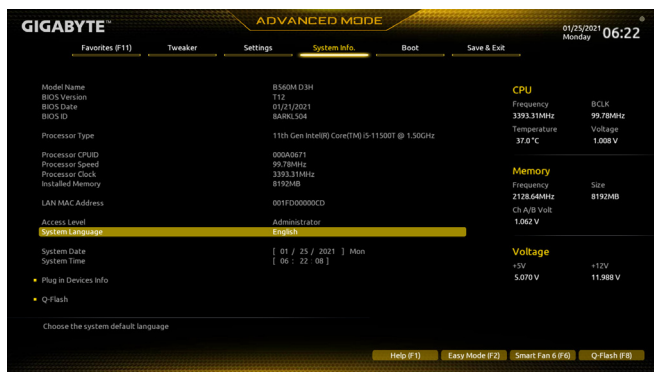 GIGABYTE™
ADVANCED MODE
01/25/2021
Monday
06:22
Favorites (F11) Tweaker Settings System Info. Boot Save & Exit
Model Name B560M D3H
BIOS Version T12
BIOS Date 01/21/2021
BIOS ID 8ARKL504
Processor Type 11th Gen Intel(R) Core(TM) i5-11500T @ 1.50GHz
Processor CPUID 000A0671
Processor Speed 99.78MHz
Processor Clock 3393.31MHz
Installed Memory 8192MB
LAN MAC Address 001FD00000CD
Access Level Administrator
System Language English
System Date [ 01 / 25 / 2021 ] Mon
System Time [ 06 : 22 : 08 ]
Plug in Devices Info
Q-Flash
Choose the system default language
CPU
Frequency BCLK
3393.31MHz 99.78MHz
Temperature Voltage
37.0 °C 1.008 V
Memory
Frequency Size
2128.64MHz 8192MB
Ch A/B Volt
1.062 V
Voltage
+5V +12V
5.070 V 11.988 V
Help (F1) Easy Mode (F2) Smart Fan 6 (F6) Q-Flash (F8)